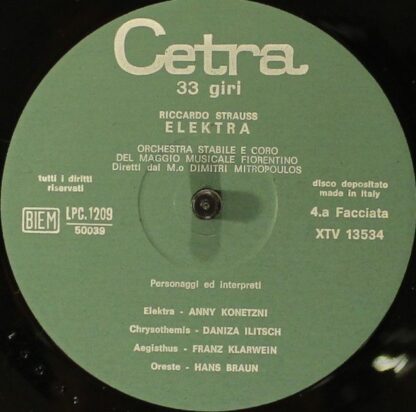 Cetra
33 giri
RICCARDO STRAUSS
ELEKTRA
ORCHESTRA STABILE E CORO
DEL MAGGIO MUSICALE FIORENTINO
Diretti dal M.o DIMITRI MITROPOULOS
tutti i diritti
riservati
disco depositato
made in Italy
BIEM
LPC. 1209
50039
4.a Facciata
XTV 13534
Personaggi ed interpreti
Elektra - ANNY KONETZNI
Chrysothemis - DANIZA ILITSCH
Aegisthus - FRANZ KLARWEIN
Oreste - HANS BRAUN